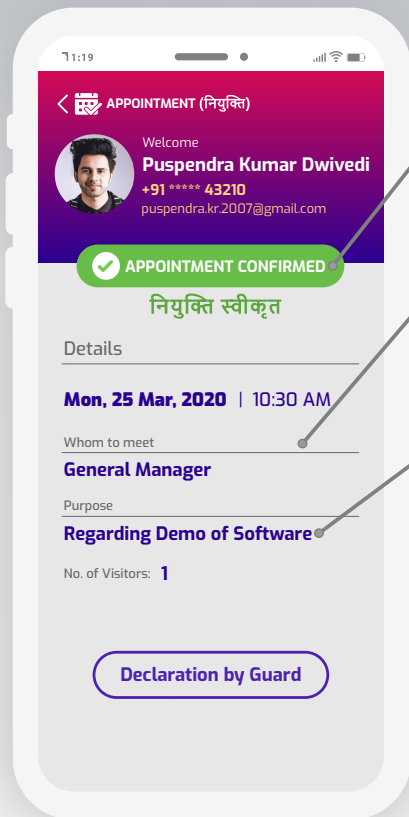 11:19
APPOINTMENT (नियुक्ति)
Welcome
Puspendra Kumar Dwivedi
+91 ***** 43210
puspendra.kr.2007@gmail.com
APPOINTMENT CONFIRMED
नियुक्ति स्वीकृत
Details
Mon, 25 Mar, 2020 | 10:30 AM
Whom to meet
General Manager
Purpose
Regarding Demo of Software
No. of Visitors: 1
Declaration by Guard